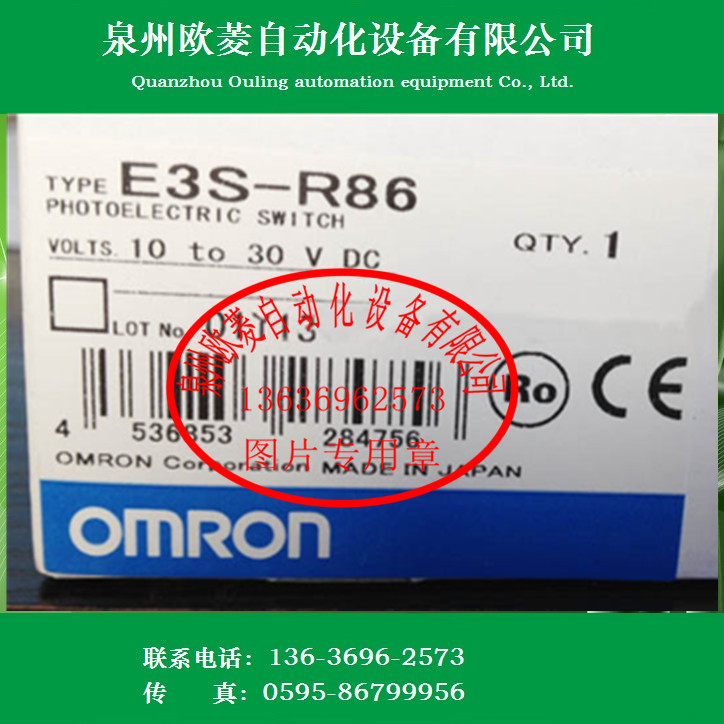 泉州欧菱自动化设备有限公司
Quanzhou Ouling automation equipment Co., Ltd.
TYPE E3S-R86
PHOTOELECTRIC SWITCH
VOLTS. 10 to 30 V DC
QTY. 1
LOT No.
泉州欧菱自动化设备有限公司
13636962573
图片专用章
Ro
CE
4 536853 284756
OMRON Corporation MADE IN JAPAN
OMRON
联系电话: 136-3696-2573
传 真: 0595-86799956